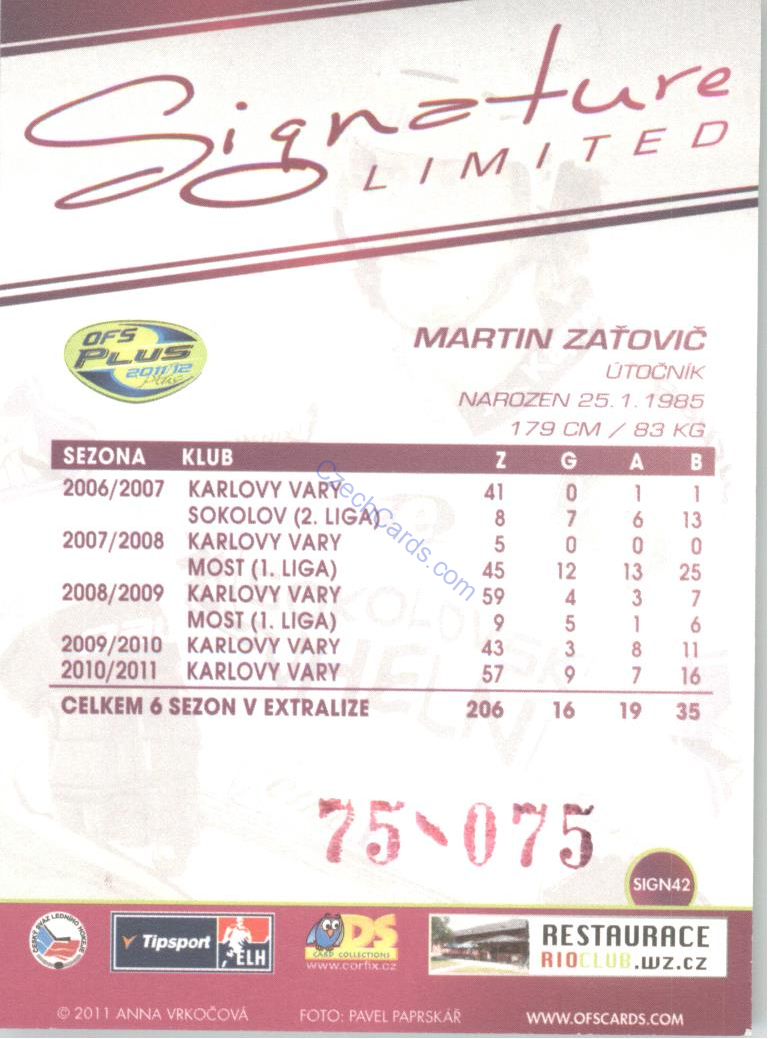 Signature
LIMITED
OFS
PLUS
2011/12
MARTIN ZAŤOVIČ
ÚTOČNÍK
NAROZEN 25.1.1985
179 CM / 83 KG
SEZONA KLUB Z G A B
2006/2007 KARLOVY VARY 41 0 1 1
SOKOLOV (2. LIGA) 8 7 6 13
2007/2008 KARLOVY VARY 5 0 0 0
MOST (1. LIGA) 45 12 13 25
2008/2009 KARLOVY VARY 59 4 3 7
MOST (1. LIGA) 9 5 1 6
2009/2010 KARLOVY VARY 43 3 8 11
2010/2011 KARLOVY VARY 57 9 7 16
CELKEM 6 SEZON V EXTRALIZE 206 16 19 35
CzechCards.com
75 \ 075
SIGN42
ČESKÝ SVAZ LEDNÍHO HOKEJE
Tipsport
ELH
DS
CARD COLLECTIONS
www.corfix.cz
RESTAURACE
RIOCLUB.wz.cz
© 2011 ANNA VRKOČOVÁ FOTO: PAVEL PAPRSKÁŘ WWW.OFSCARDS.COM